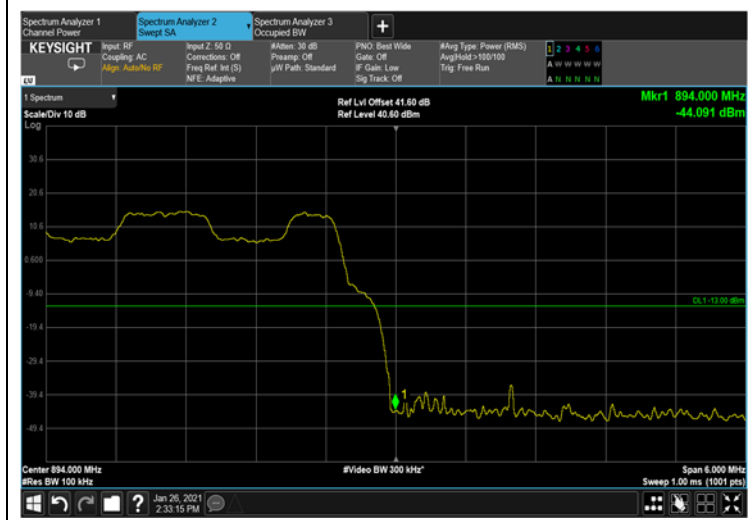 Spectrum Analyzer 1
Channel Power
Spectrum Analyzer 2
Swept SA
Spectrum Analyzer 3
Occupied BW
+
KEYSIGHT
Input: RF
Coupling: AC
Align: Auto/No RF
Input Z: 50 Ω
Corrections: Off
Freq Ref: Int (S)
NFE: Adaptive
#Atten: 30 dB
Preamp: Off
µW Path: Standard
PNO: Best Wide
Gate: Off
IF Gain: Low
Sig Track: Off
#Avg Type: Power (RMS)
Avg|Hold:>100/100
Trig: Free Run
1 2 3 4 5 6
A W W W W W
A N N N N N
1 Spectrum
Scale/Div 10 dB
Log
Ref Lvl Offset 41.60 dB
Ref Level 40.60 dBm
Mkr1 894.000 MHz
-44.091 dBm
30.6
20.6
10.6
0.600
-9.40
DL1 -13.00 dBm
-19.4
-29.4
-39.4
1
-49.4
Center 894.000 MHz
#Res BW 100 kHz
#Video BW 300 kHz*
Span 6.000 MHz
Sweep 1.00 ms (1001 pts)
?
Jan 26, 2021
2:33:15 PM